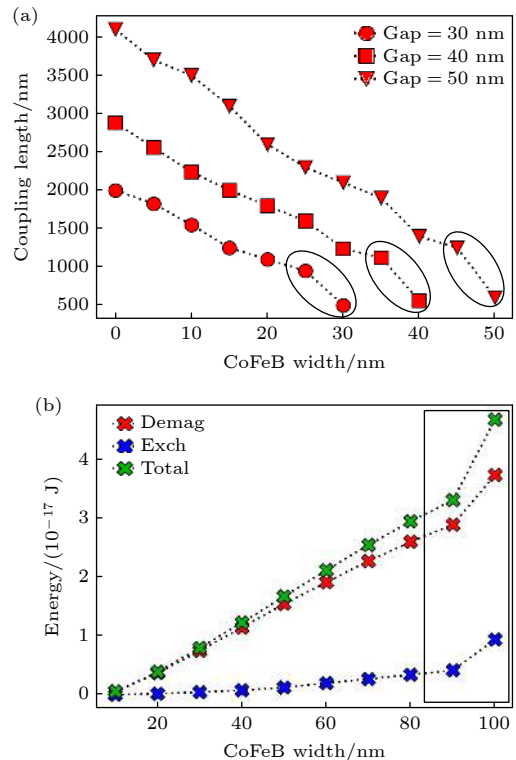 (a)
Gap = 30 nm
Gap = 40 nm
Gap = 50 nm
Coupling length/nm
4000
3500
3000
2500
2000
1500
1000
500
0 10 20 30 40 50
CoFeB width/nm
(b)
Demag
Exch
Total
Energy/(10⁻¹⁷ J)
5
4
3
2
1
0
20 40 60 80 100
CoFeB width/nm